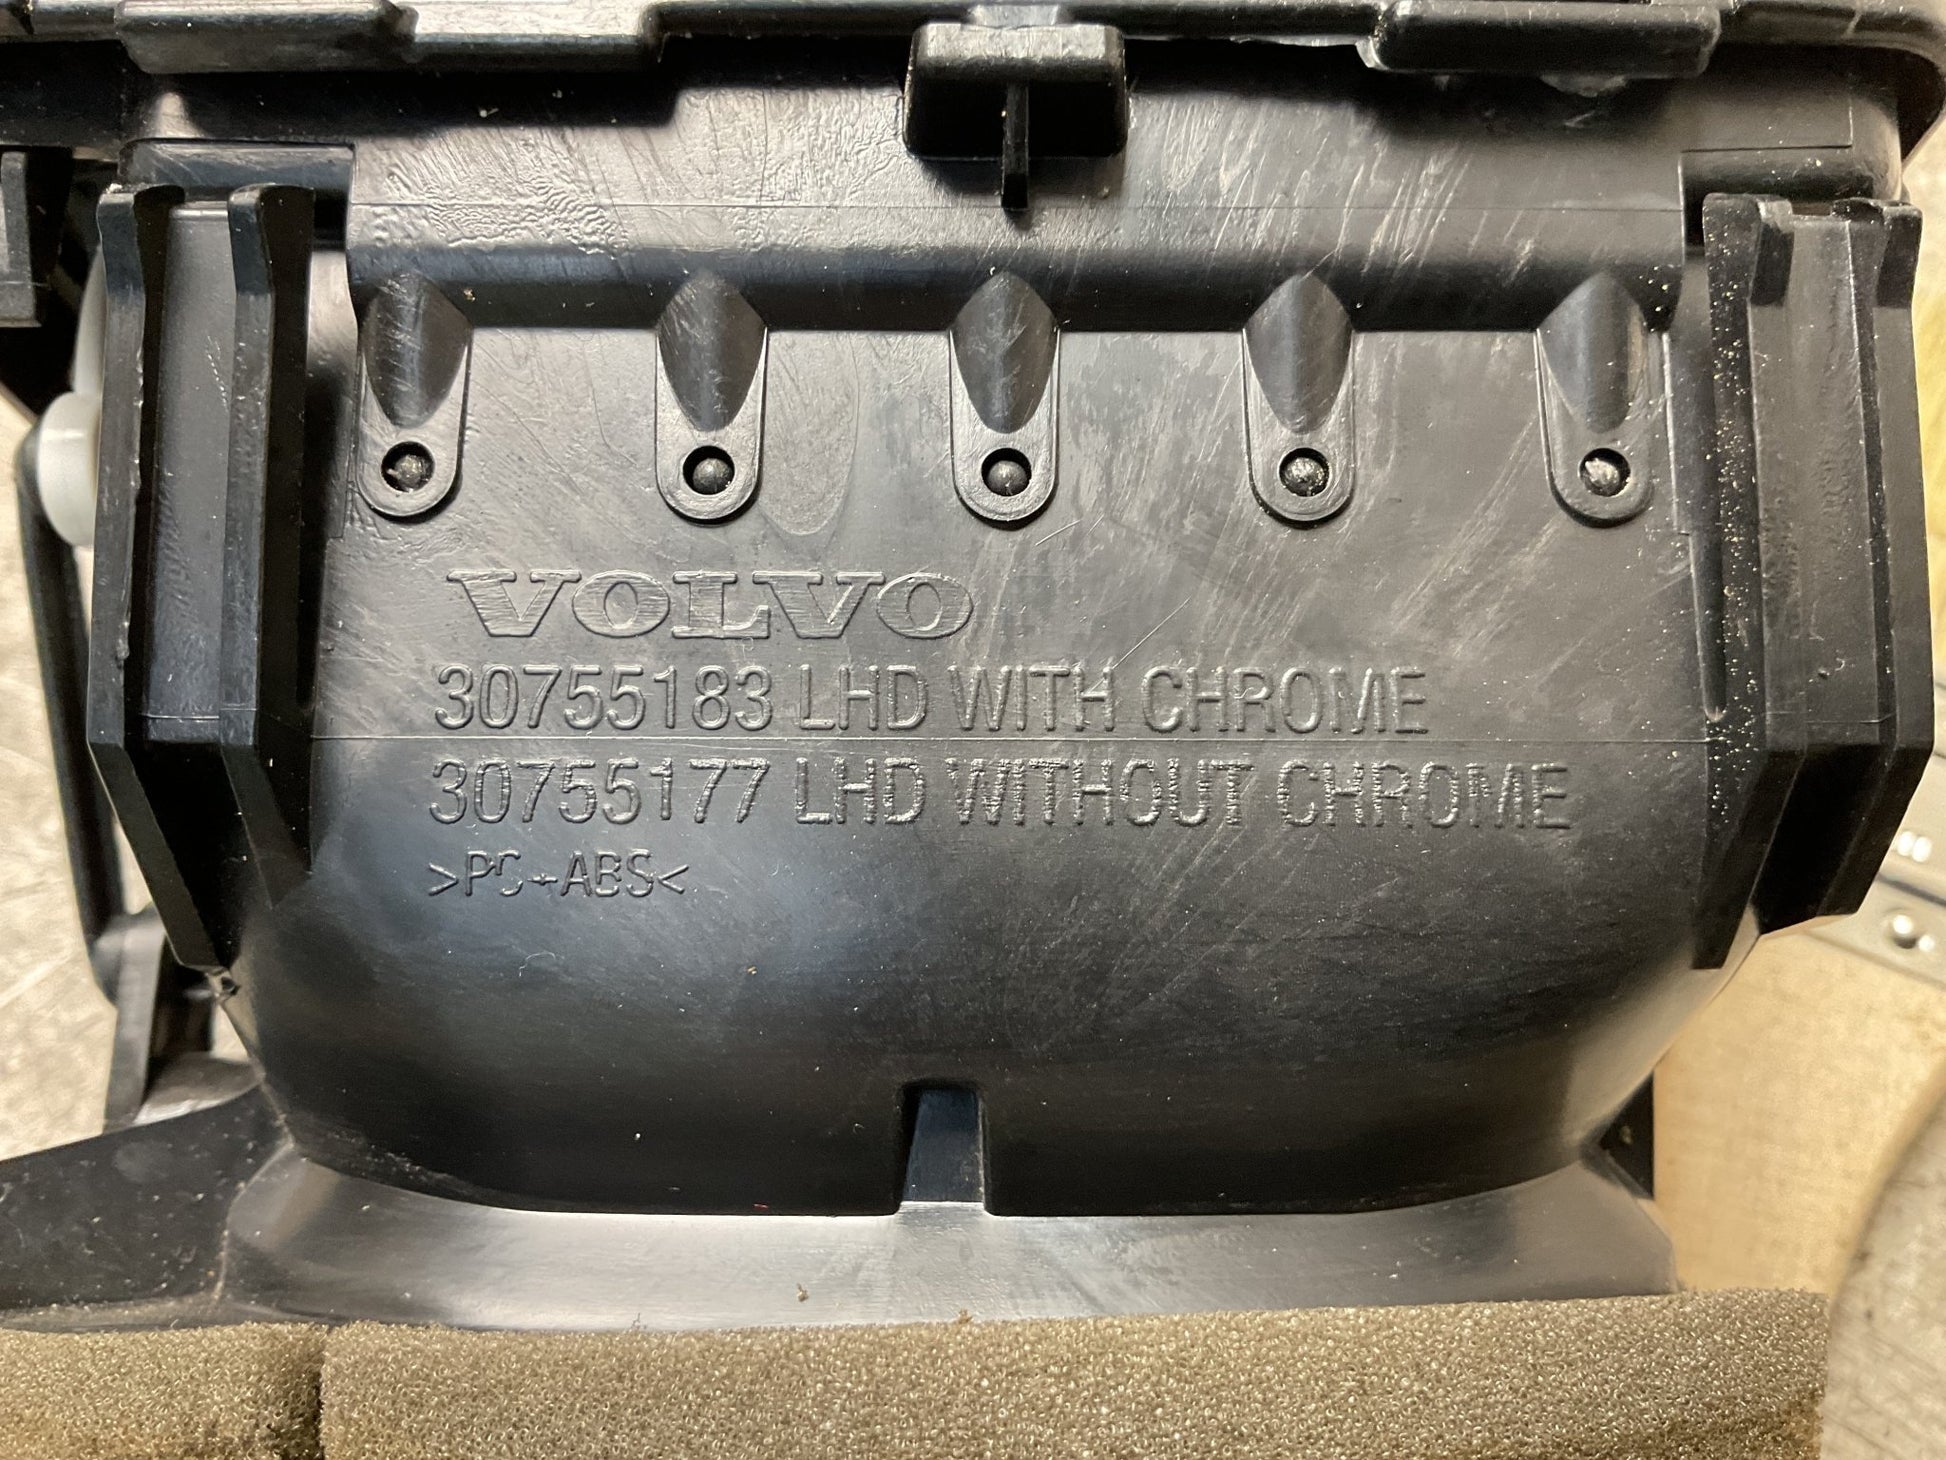 VOLVO
30755183 LHD WITH CHROME
30755177 LHD WITHOUT CHROME
>PC+ABS<